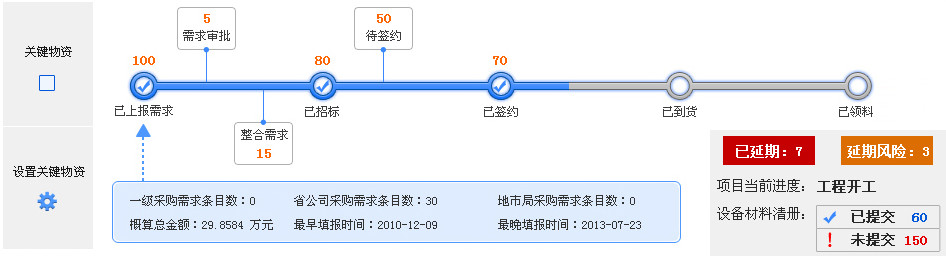 关键物资
设置关键物资
5
需求审批
50
待签约
100
80
70
已上报需求
已招标
已签约
已到货
已领料
整合需求
15
一级采购需求条目数：0
省公司采购需求条目数：30
地市局采购需求条目数：0
概算总金额：29.8584 万元
最早填报时间：2010-12-09
最晚填报时间：2013-07-23
已延期：7
延期风险：3
项目当前进度：工程开工
设备材料清册：
已提交 60
未提交 150